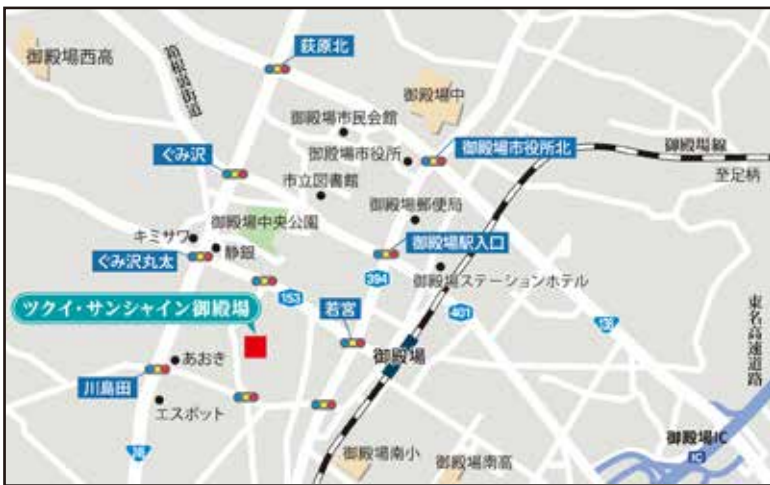 荻原北
御殿場西高
箱根裏街道
御殿場中
御殿場市民会館
ぐみ沢
御殿場市役所
御殿場市役所北
御殿場線
至足柄
市立図書館
御殿場郵便局
御殿場中央公園
キミサワ
静銀
御殿場駅入口
ぐみ沢丸太
394
御殿場ステーションホテル
ツクイ・サンシャイン御殿場
153
若宮
401
138
東名高速道路
御殿場
あおき
川島田
エスポット
御殿場IC
IC
御殿場南小
御殿場南高